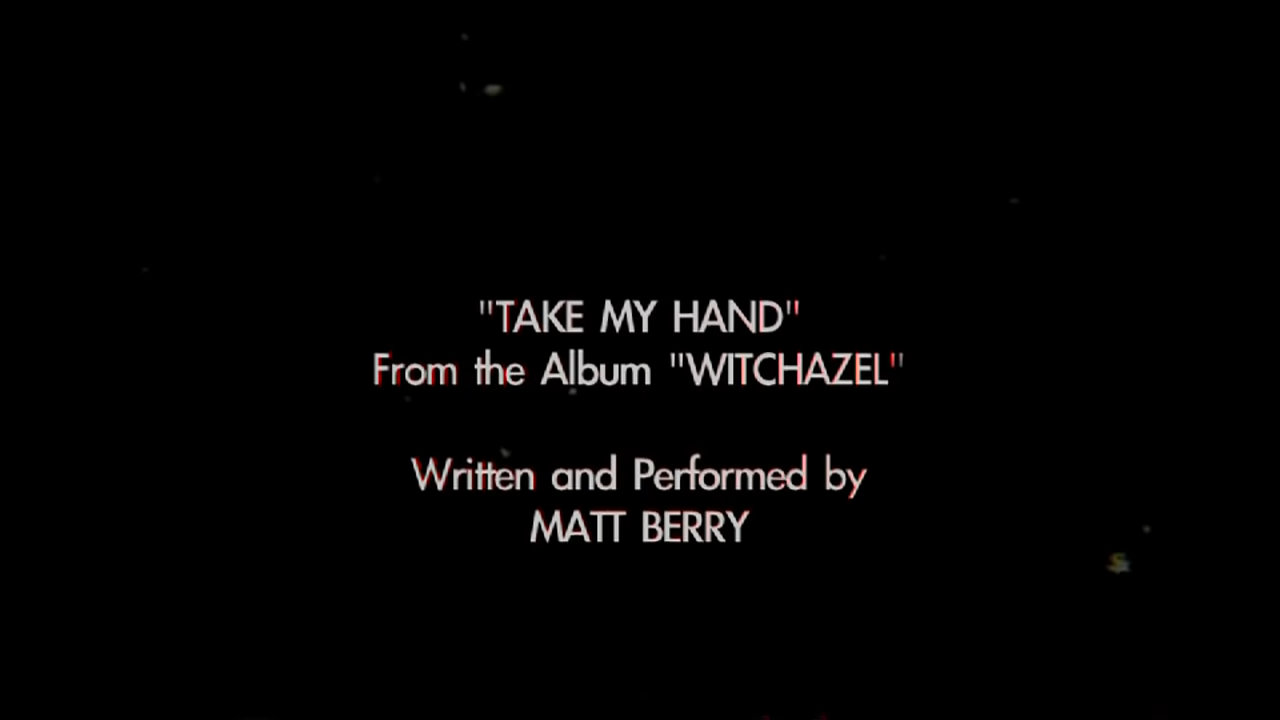 "TAKE MY HAND"
From the Album "WITCHAZEL"
Written and Performed by
MATT BERRY